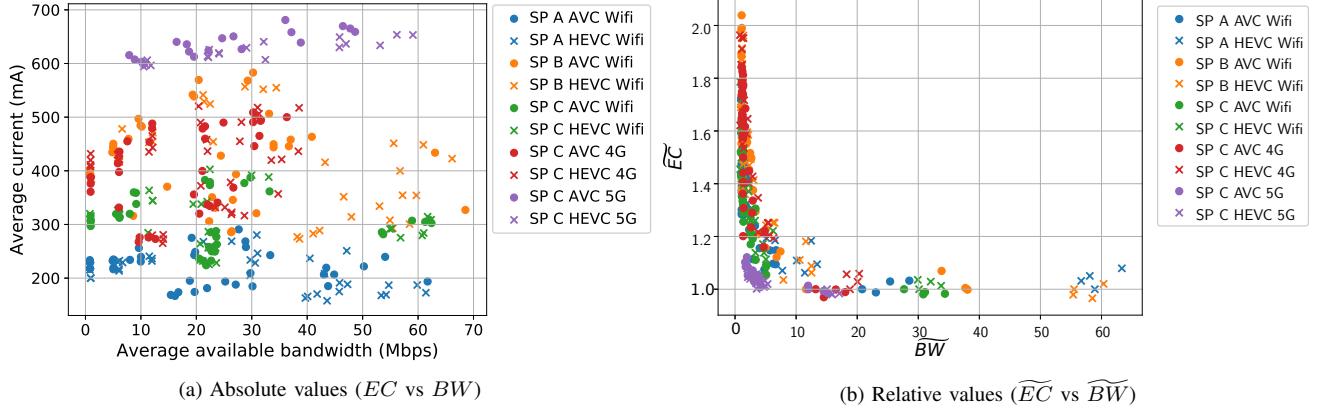 700
600
500
400
300
200
Average current (mA)
0 10 20 30 40 50 60 70
Average available bandwidth (Mbps)
SP A AVC Wifi
SP A HEVC Wifi
SP B AVC Wifi
SP B HEVC Wifi
SP C AVC Wifi
SP C HEVC Wifi
SP C AVC 4G
SP C HEVC 4G
SP C AVC 5G
SP C HEVC 5G
(a) Absolute values (EC vs BW)
2.0
1.8
1.6
1.4
1.2
1.0
\widetilde{EC}
0 10 20 30 40 50 60
\widetilde{BW}
SP A AVC Wifi
SP A HEVC Wifi
SP B AVC Wifi
SP B HEVC Wifi
SP C AVC Wifi
SP C HEVC Wifi
SP C AVC 4G
SP C HEVC 4G
SP C AVC 5G
SP C HEVC 5G
(b) Relative values (\widetilde{EC} vs \widetilde{BW})